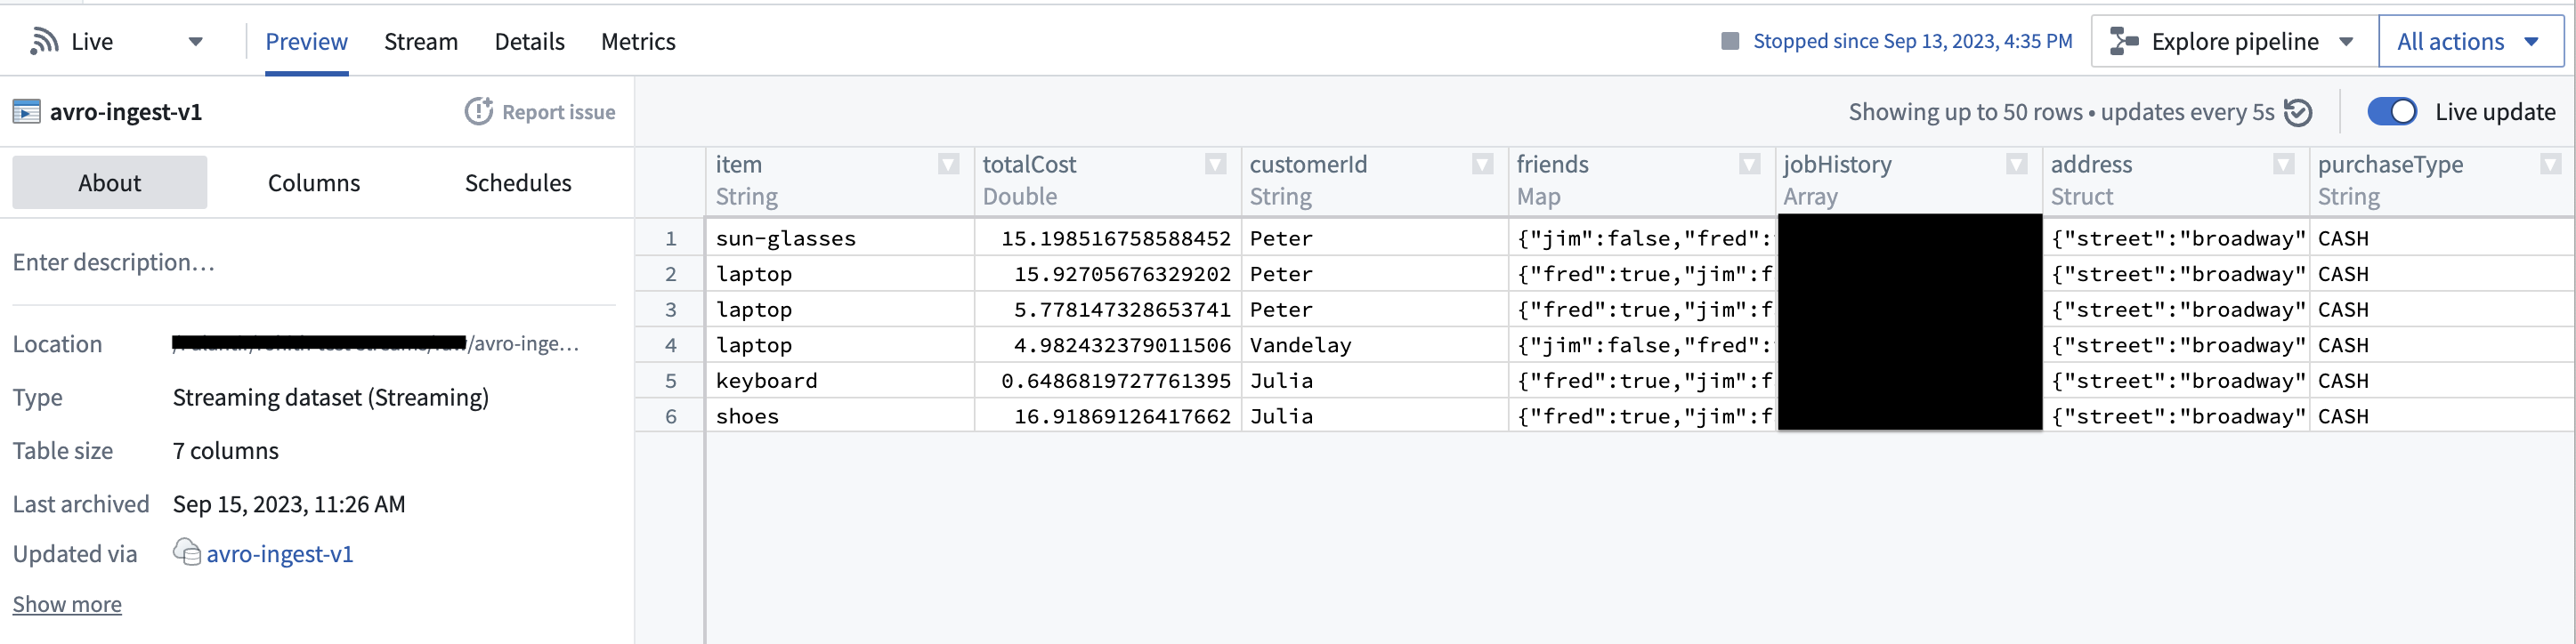 Live Preview Stream Details Metrics Stopped since Sep 13, 2023, 4:35 PM Explore pipeline All actions
avro-ingest-v1 Report issue Showing up to 50 rows • updates every 5s Live update
About Columns Schedules
item totalCost customerId friends jobHistory address purchaseType
String Double String Map Array Struct String
1 sun-glasses 15.198516758588452 Peter {"jim":false,"fred": {"street":"broadway" CASH
2 laptop 15.92705676329202 Peter {"fred":true,"jim":f {"street":"broadway" CASH
3 laptop 5.778147328653741 Peter {"fred":true,"jim":f {"street":"broadway" CASH
4 laptop 4.982432379011506 Vandelay {"jim":false,"fred": {"street":"broadway" CASH
5 keyboard 0.6486819727761395 Julia {"fred":true,"jim":f {"street":"broadway" CASH
6 shoes 16.91869126417662 Julia {"fred":true,"jim":f {"street":"broadway" CASH
Enter description…
Location /avro-inge…
Type Streaming dataset (Streaming)
Table size 7 columns
Last archived Sep 15, 2023, 11:26 AM
Updated via avro-ingest-v1
Show more